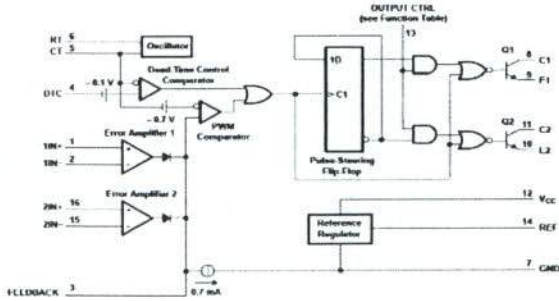 OUTPUT CTRL
(see Function Table)
RT 6
CT 5
Oscillator
13
Dead-Time Control
Comparator
~ 0.1 V
DTC 4
1D
C1
Q1
8 C1
9 E1
~ 0.7 V
PWM
Comparator
Error Amplifier 1
1IN+ 1
1IN− 2
+
−
Q2
11 C2
10 E2
Pulse-Steering
Flip-Flop
Error Amplifier 2
2IN+ 16
2IN− 15
+
−
12 VCC
Reference
Regulator
14 REF
7 GND
FEEDBACK 3
0.7 mA